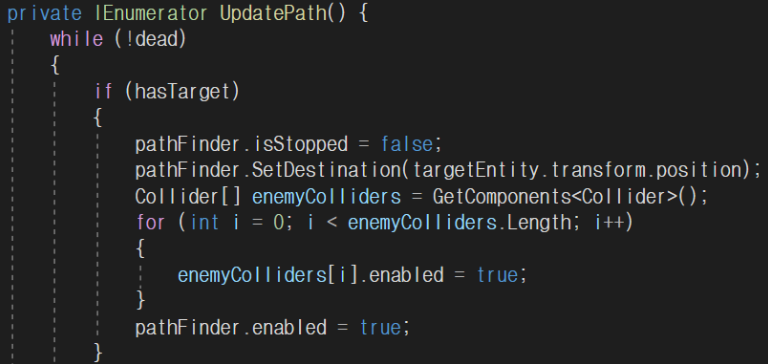 private IEnumerator UpdatePath() {
while (!dead)
{
if (hasTarget)
{
pathFinder.isStopped = false;
pathFinder.SetDestination(targetEntity.transform.position);
Collider[] enemyColliders = GetComponents<Collider>();
for (int i = 0; i < enemyColliders.Length; i++)
{
enemyColliders[i].enabled = true;
}
pathFinder.enabled = true;
}